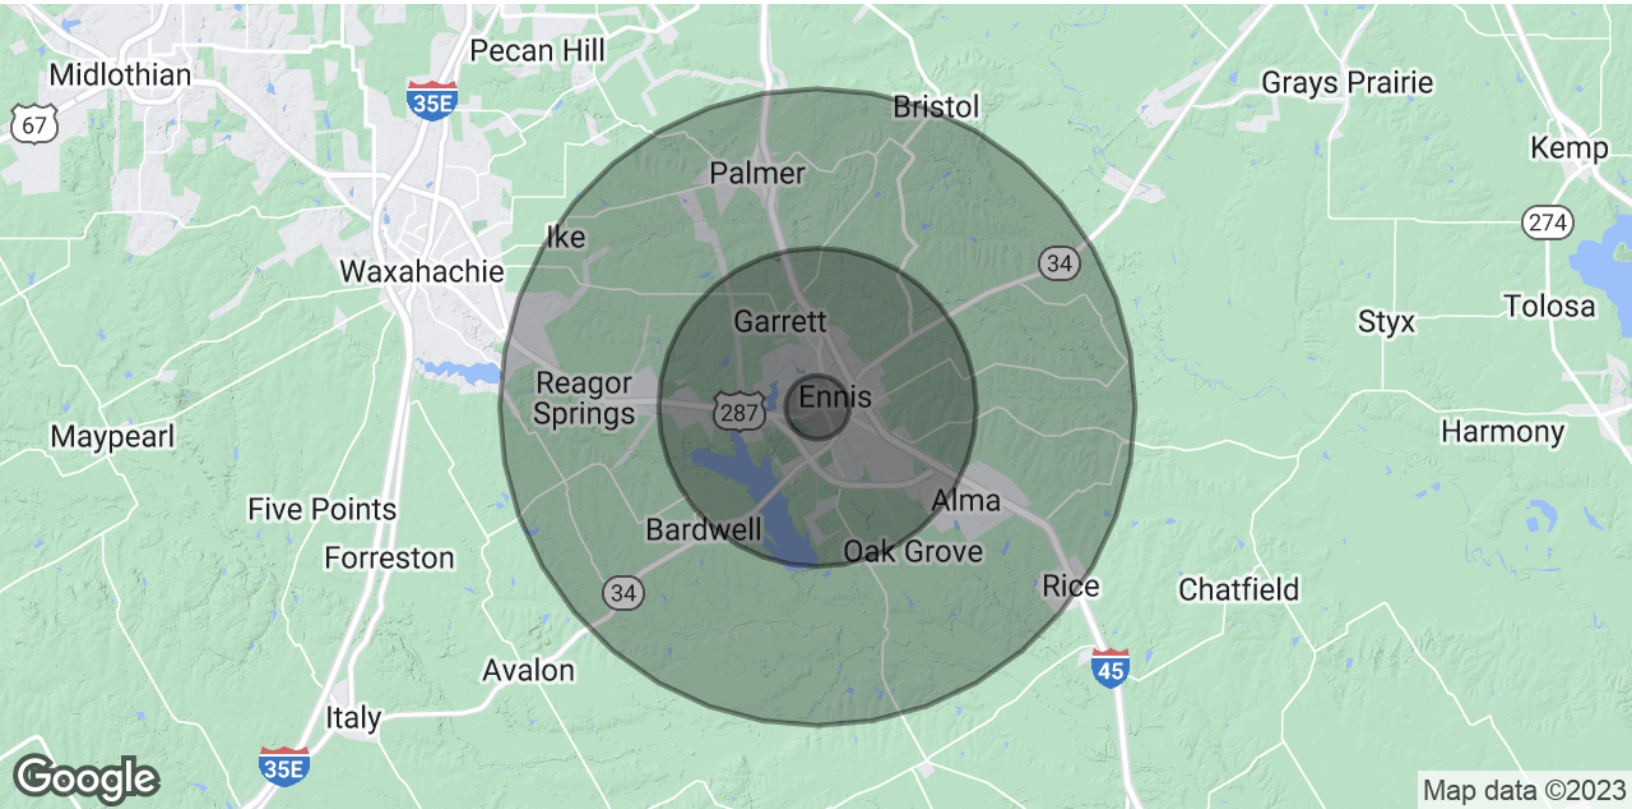 Pecan Hill
Midlothian
35E
67
Grays Prairie
Bristol
Kemp
Palmer
274
Ike
34
Waxahachie
Tolosa
Garrett
Styx
Reagor
Springs
Ennis
287
Maypearl
Harmony
Alma
Five Points
Bardwell
Oak Grove
Forreston
Rice
Chatfield
34
Avalon
45
Italy
35E
Google
Map data ©2023